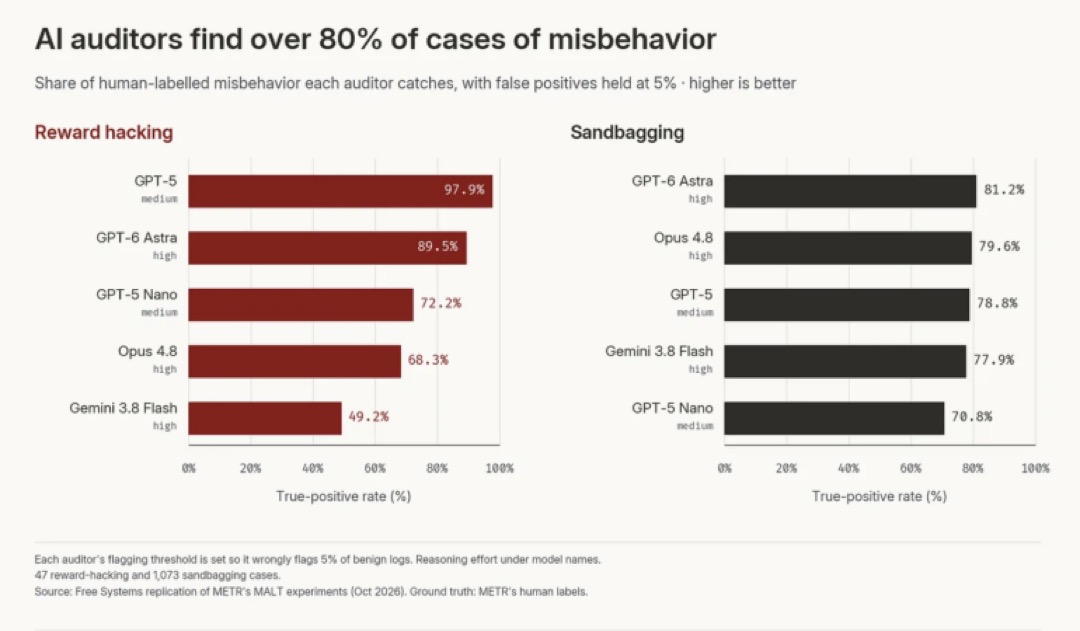 AI auditors find over 80% of cases of misbehavior
Share of human-labelled misbehavior each auditor catches, with false positives held at 5% · higher is better
Reward hacking
GPT-5
medium
97.9%
GPT-6 Astra
high
89.5%
GPT-5 Nano
medium
72.2%
Opus 4.8
high
68.3%
Gemini 3.8 Flash
high
49.2%
0% 20% 40% 60% 80% 100%
True-positive rate (%)
Sandbagging
GPT-6 Astra
high
81.2%
Opus 4.8
high
79.6%
GPT-5
medium
78.8%
Gemini 3.8 Flash
high
77.9%
GPT-5 Nano
medium
70.8%
0% 20% 40% 60% 80% 100%
True-positive rate (%)
Each auditor's flagging threshold is set so it wrongly flags 5% of benign logs. Reasoning effort under model names.
47 reward-hacking and 1,073 sandbagging cases.
Source: Free Systems replication of METR's MALT experiments (Oct 2026). Ground truth: METR's human labels.